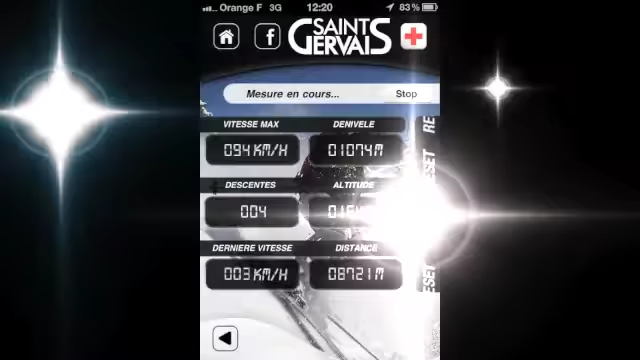 Orange F 3G 12:20 83%
SAINT
GERVAIS
Mesure en cours... Stop
VITESSE MAX DENIVELE
094 KM/H 01074M
DESCENTES ALTITUDE
004
DERNIERE VITESSE DISTANCE
003 KM/H 08721M